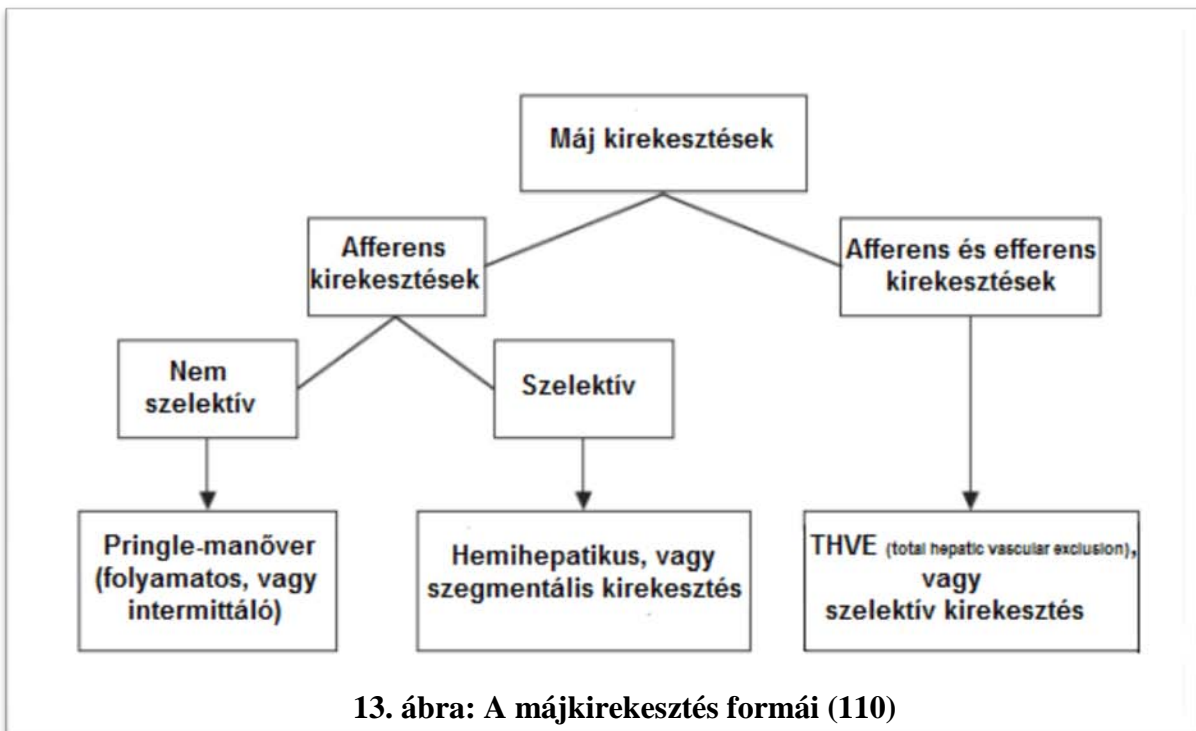 Máj kirekesztések
Afferens
kirekesztések
Afferens és efferens
kirekesztések
Nem
szelektív
Szelektív
Pringle-manőver
(folyamatos, vagy
intermittáló)
Hemihepatikus, vagy
szegmentális kirekesztés
THVE (total hepatic vascular exclusion),
vagy
szelektív kirekesztés
13. ábra: A májkirekesztés formái (110)